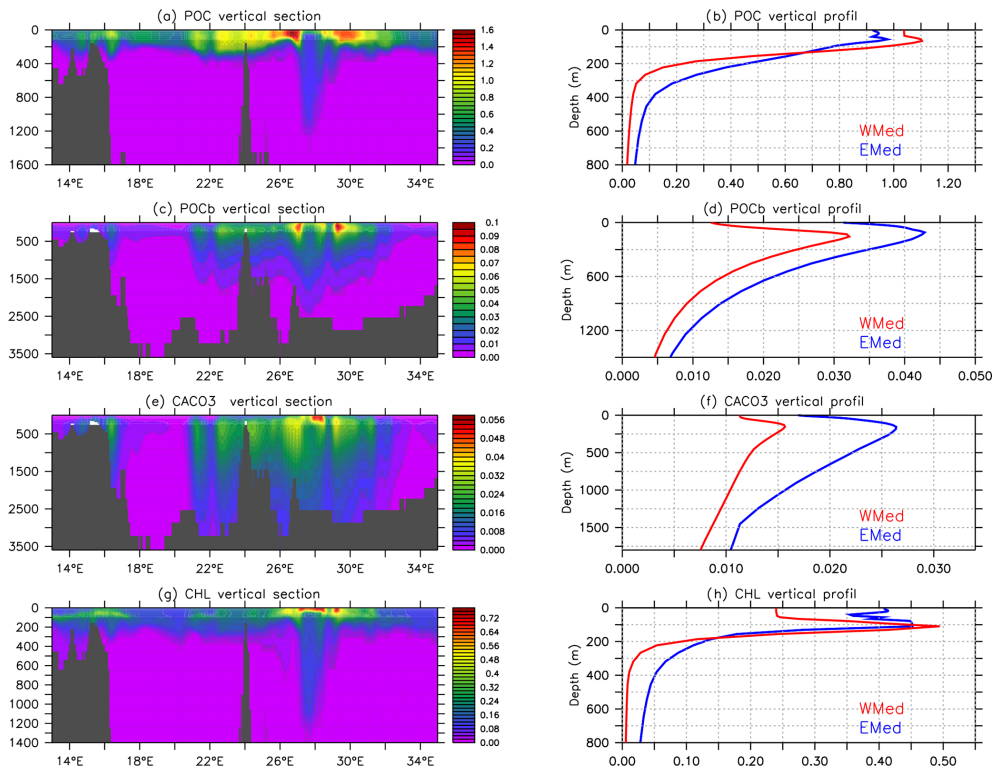 (a) POC vertical section
0
400
800
1200
1600
14°E 18°E 22°E 26°E 30°E 34°E
1.6
1.4
1.2
1.0
0.8
0.6
0.4
0.2
0.0
(b) POC vertical profil
Depth (m)
0
200
400
600
800
WMed
EMed
0.00 0.20 0.40 0.60 0.80 1.00 1.20
(c) POCb vertical section
500
1500
2500
3500
14°E 18°E 22°E 26°E 30°E 34°E
0.1
0.09
0.08
0.07
0.06
0.05
0.04
0.03
0.02
0.01
0.00
(d) POCb vertical profil
Depth (m)
0
600
1200
WMed
EMed
0.000 0.010 0.020 0.030 0.040 0.050
(e) CACO3 vertical section
500
1500
2500
3500
14°E 18°E 22°E 26°E 30°E 34°E
0.056
0.048
0.04
0.032
0.024
0.016
0.008
0.000
(f) CACO3 vertical profil
Depth (m)
0
500
1000
1500
WMed
EMed
0.000 0.010 0.020 0.030
(g) CHL vertical section
0
200
400
600
800
1000
1200
1400
14°E 18°E 22°E 26°E 30°E 34°E
0.72
0.64
0.56
0.48
0.4
0.32
0.24
0.16
0.08
0.00
(h) CHL vertical profil
Depth (m)
0
200
400
600
800
WMed
EMed
0.00 0.10 0.20 0.30 0.40 0.50